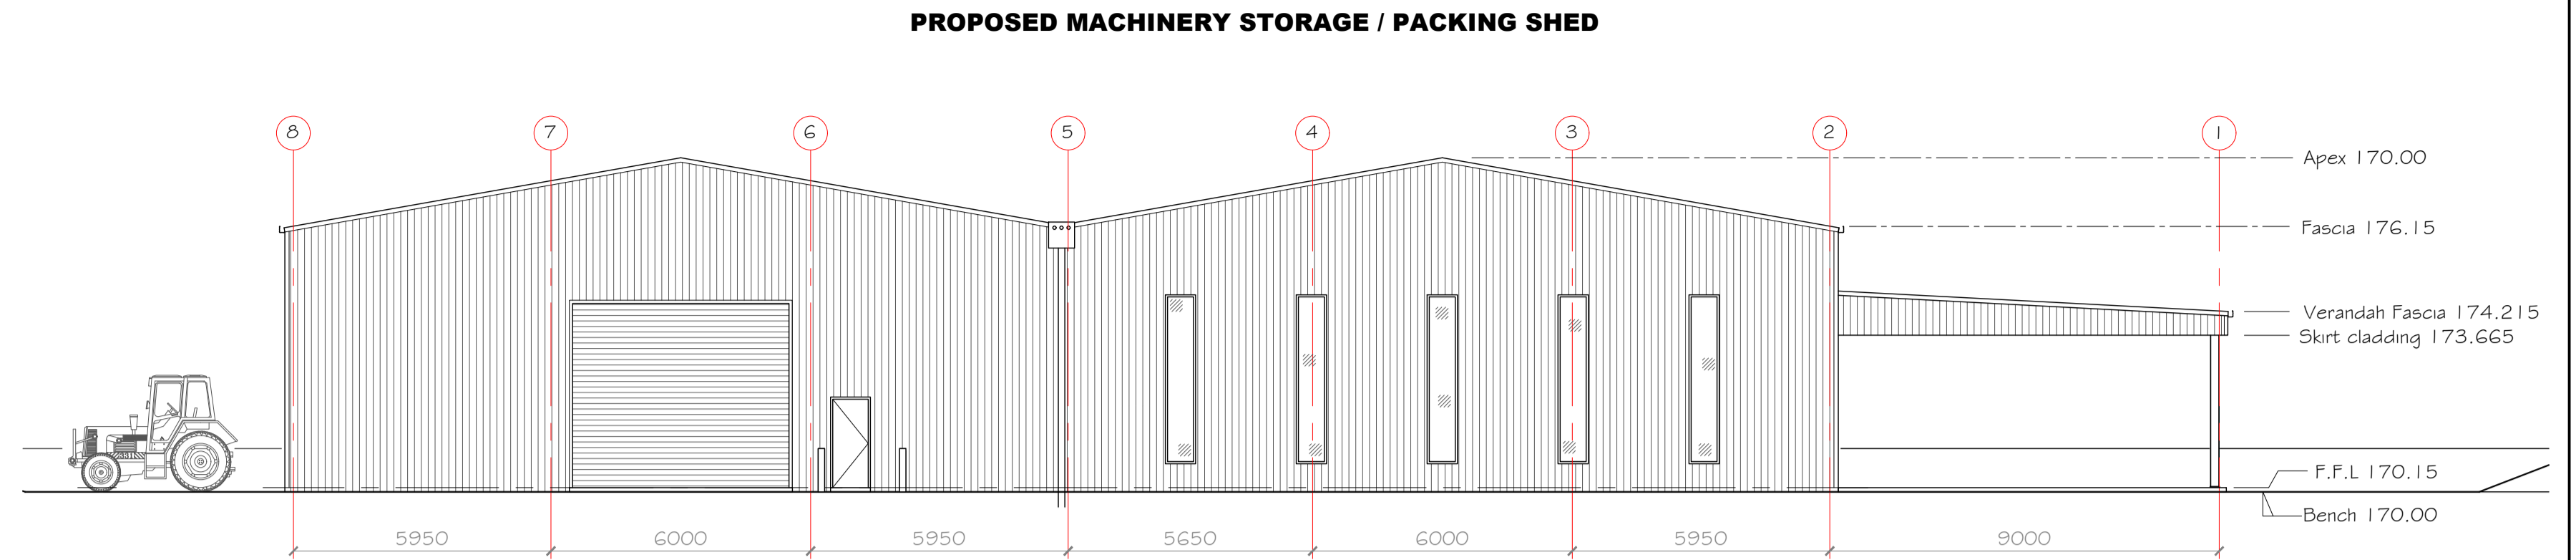 PROPOSED MACHINERY STORAGE / PACKING SHED
8 7 6 5 4 3 2 1
Apex 170.00
Fascia 176.15
Verandah Fascia 174.215
Skirt cladding 173.665
F.F.L 170.15
Bench 170.00
5950 6000 5950 5650 6000 5950 9000